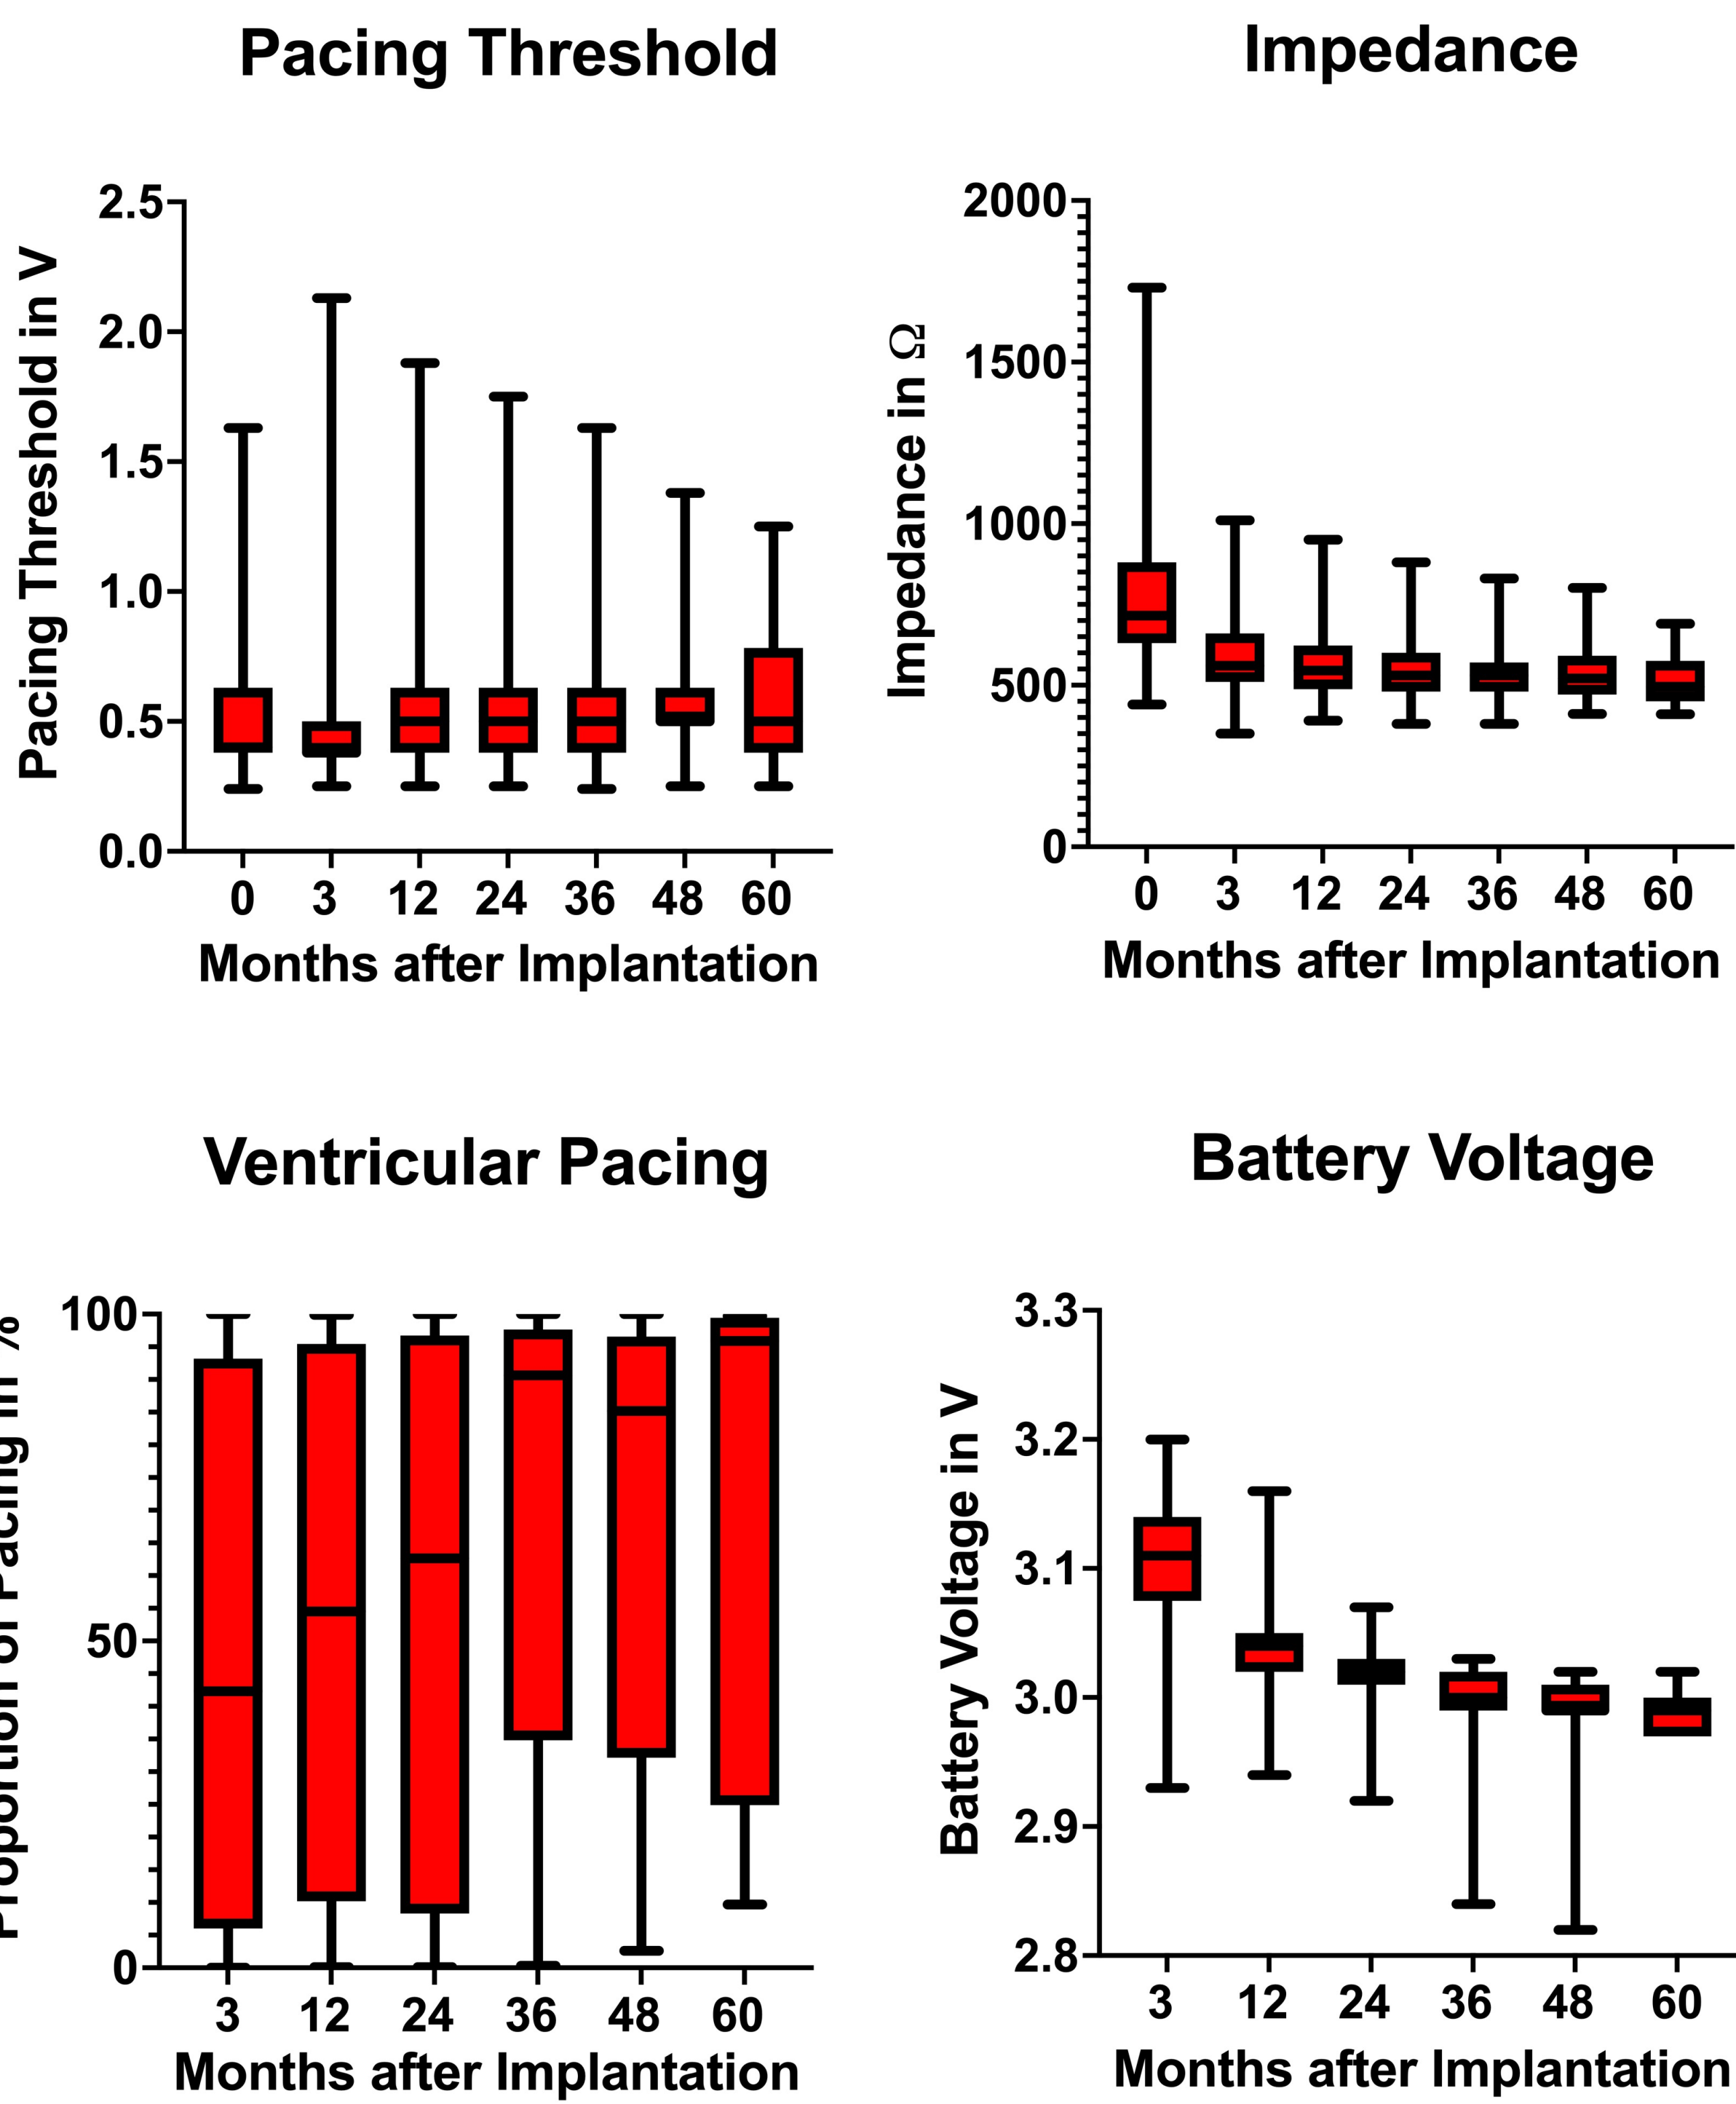 Pacing Threshold
Pacing Threshold in V
2.5
2.0
1.5
1.0
0.5
0.0
0 3 12 24 36 48 60
Months after Implantation
Impedance
Impedance in Ω
2000
1500
1000
500
0
0 3 12 24 36 48 60
Months after Implantation
Ventricular Pacing
Proportion of Pacing in %
100
50
0
3 12 24 36 48 60
Months after Implantation
Battery Voltage
Battery Voltage in V
3.3
3.2
3.1
3.0
2.9
2.8
3 12 24 36 48 60
Months after Implantation